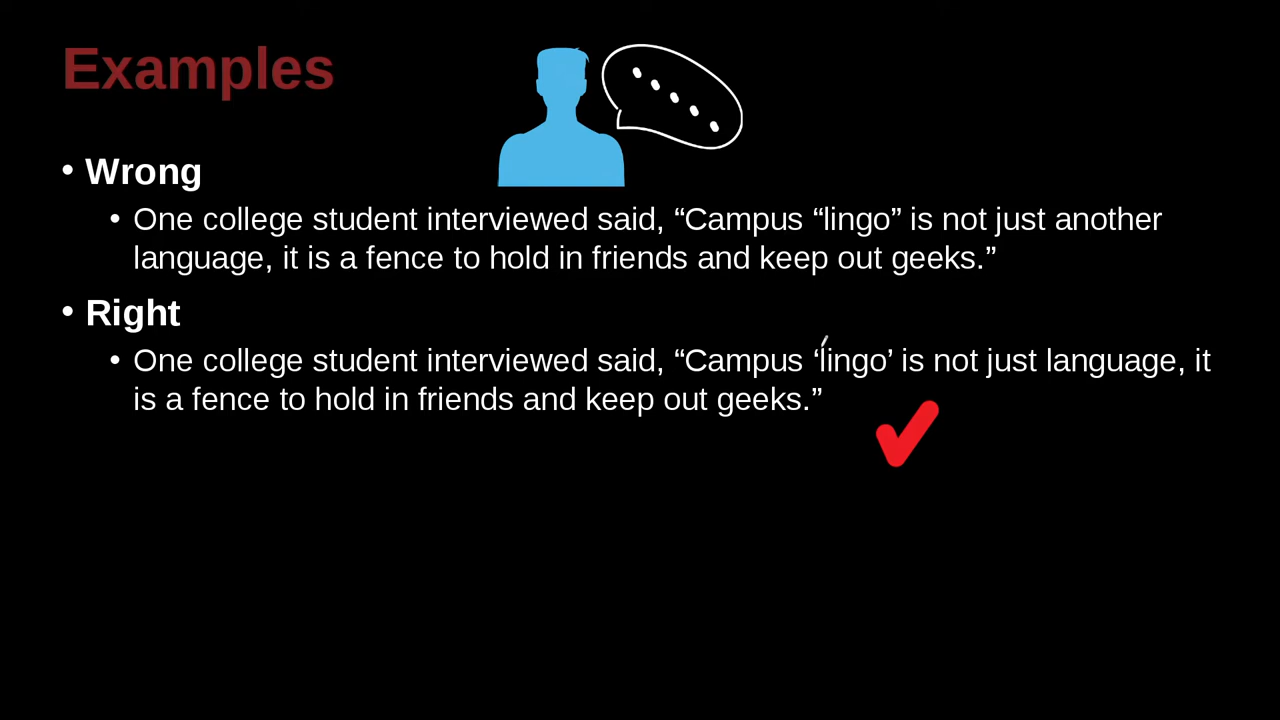 Examples
• Wrong
• One college student interviewed said, “Campus “lingo” is not just another
language, it is a fence to hold in friends and keep out geeks.”
• Right
• One college student interviewed said, “Campus ‘lingo’ is not just language, it
is a fence to hold in friends and keep out geeks.”